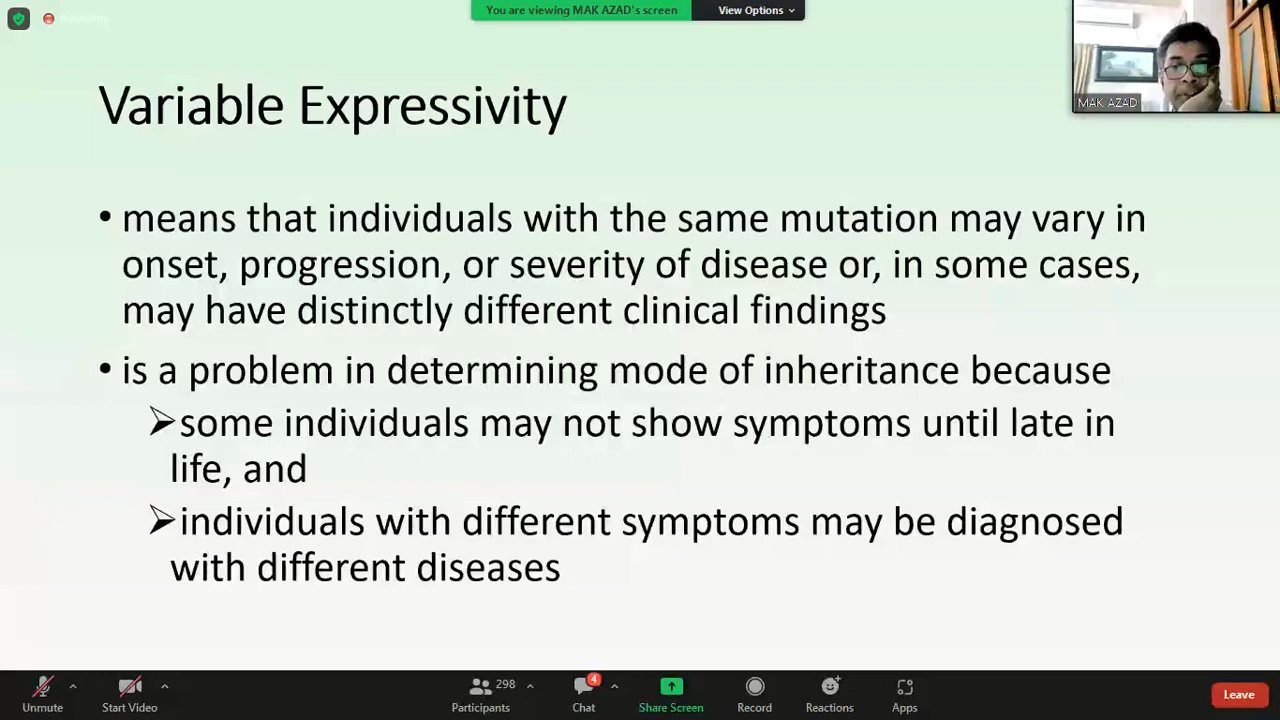 You are viewing MAK AZAD's screen
View Options
Recording
MAK AZAD
Variable Expressivity
• means that individuals with the same mutation may vary in
onset, progression, or severity of disease or, in some cases,
may have distinctly different clinical findings
• is a problem in determining mode of inheritance because
➢some individuals may not show symptoms until late in
life, and
➢individuals with different symptoms may be diagnosed
with different diseases
Unmute
Start Video
298
Participants
4
Chat
Share Screen
Record
Reactions
Apps
Leave